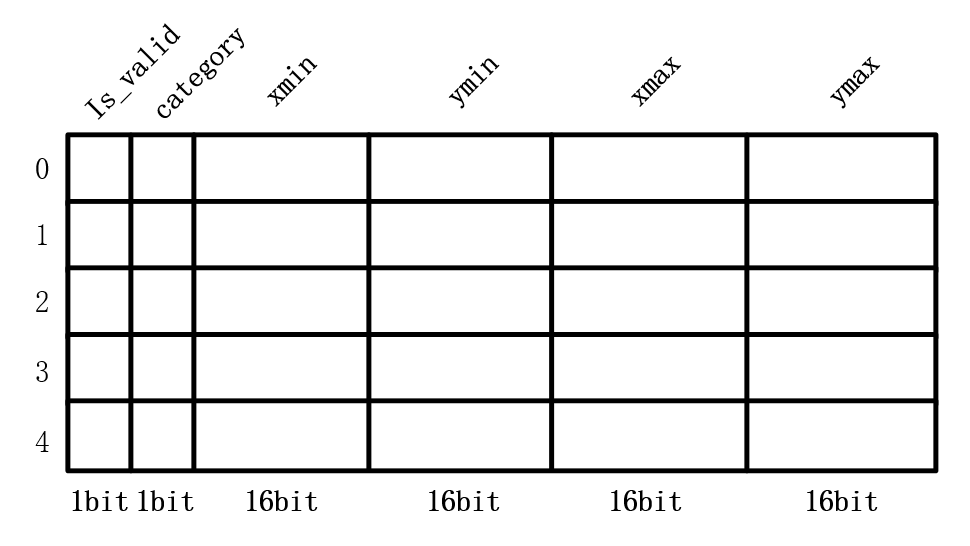 Is_valid category xmin ymin xmax ymax
0
1
2
3
4
1bit 1bit 16bit 16bit 16bit 16bit